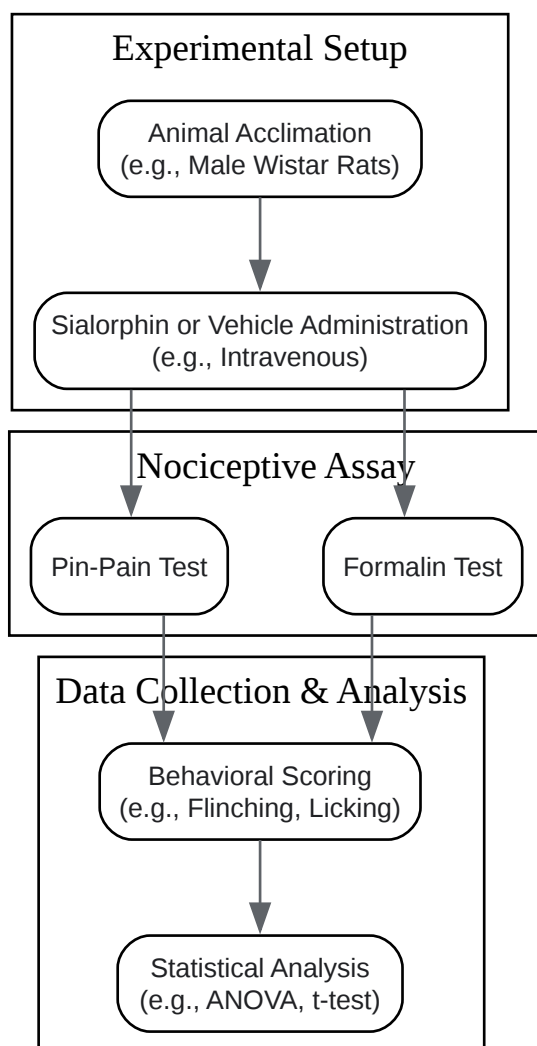 Experimental Setup
Animal Acclimation
(e.g., Male Wistar Rats)
Sialorphin or Vehicle Administration
(e.g., Intravenous)
Nociceptive Assay
Pin-Pain Test
Formalin Test
Data Collection & Analysis
Behavioral Scoring
(e.g., Flinching, Licking)
Statistical Analysis
(e.g., ANOVA, t-test)